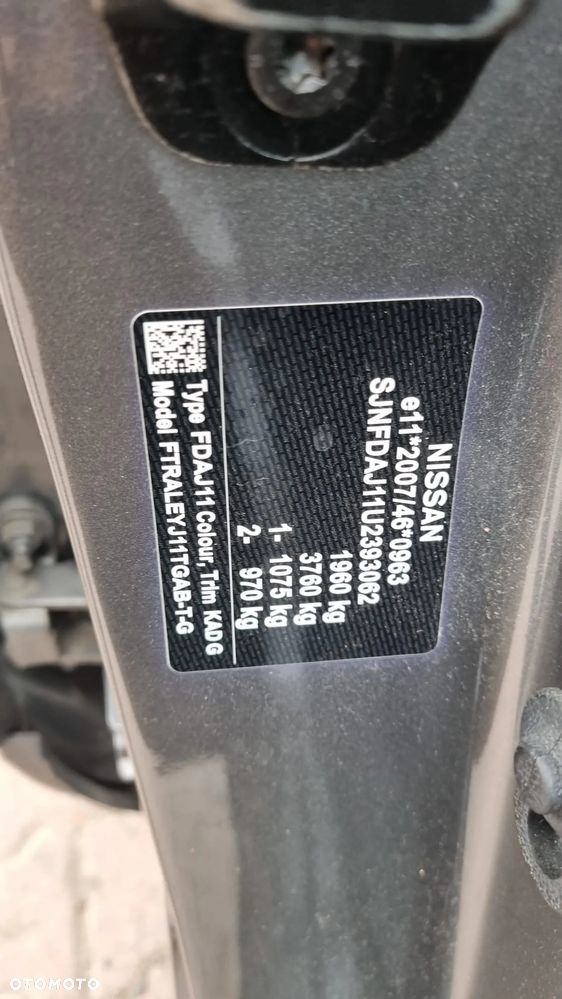 NISSAN
e11*2007/46*0963
SJNFDAJ11U2393062
1960 kg
3760 kg
1- 1075 kg
2- 970 kg
Type FDAJ11 Colour, Trim KAD G
Model FTRALEYJ11TGAB-T-G
OTOMOTO